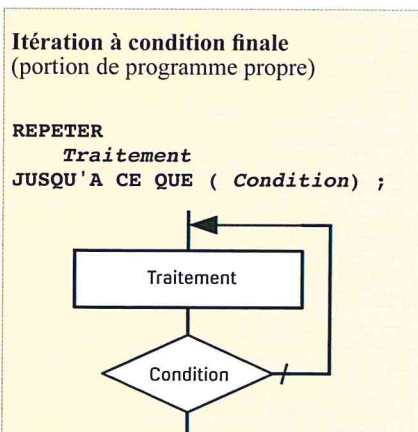 Itération à condition finale
(portion de programme propre)
REPETER
Traitement
JUSQU'A CE QUE ( Condition) ;
Traitement
Condition